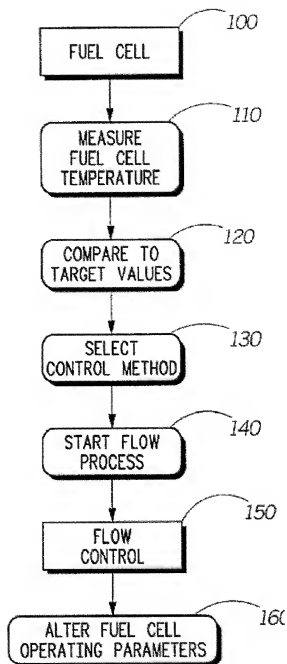 100
FUEL CELL
110
MEASURE
FUEL CELL
TEMPERATURE
120
COMPARE TO
TARGET VALUES
130
SELECT
CONTROL METHOD
140
START FLOW
PROCESS
150
FLOW
CONTROL
160
ALTER FUEL CELL
OPERATING PARAMETERS